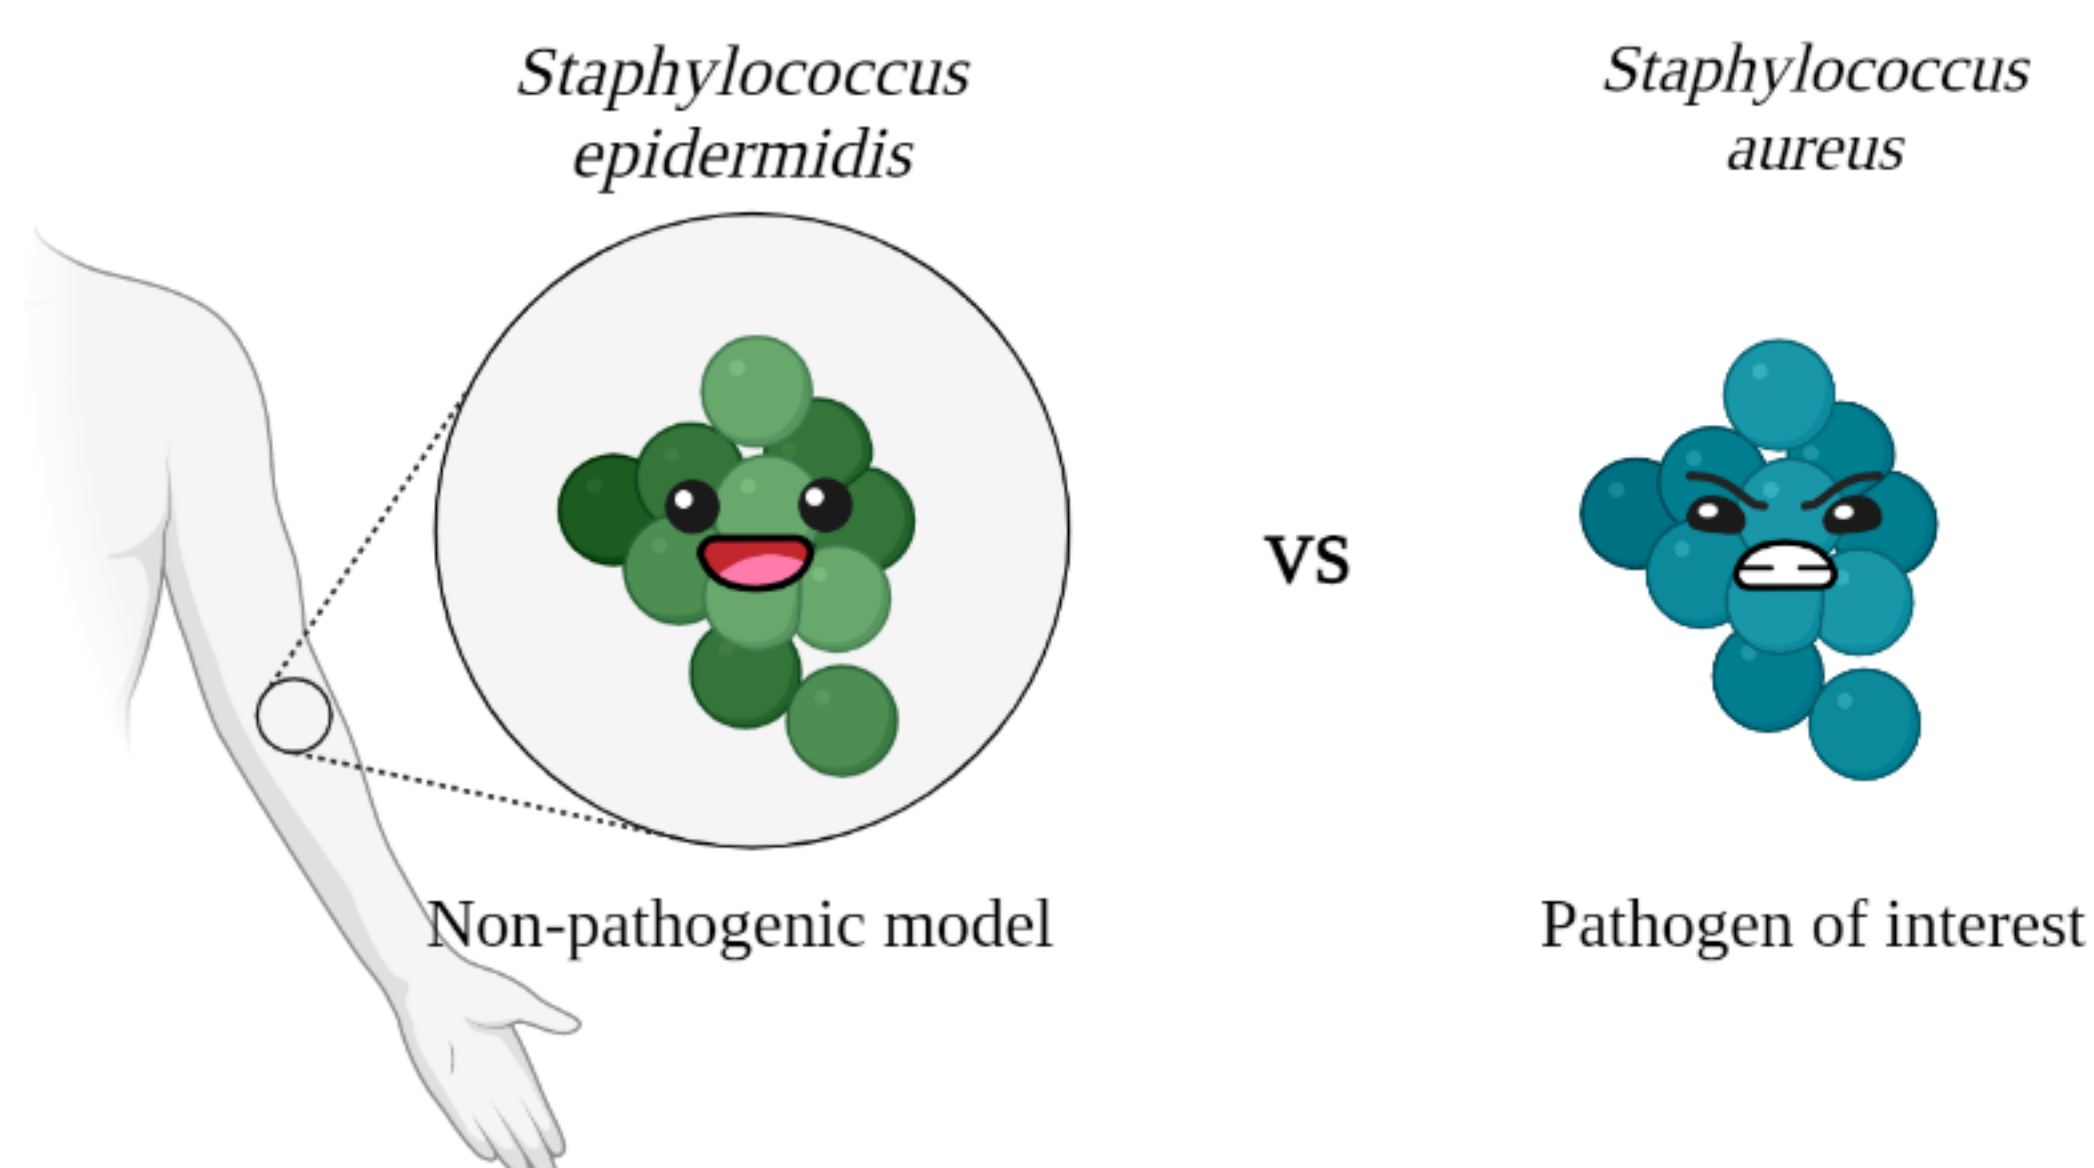 Staphylococcus
epidermidis
Staphylococcus
aureus
vs
Non-pathogenic model
Pathogen of interest